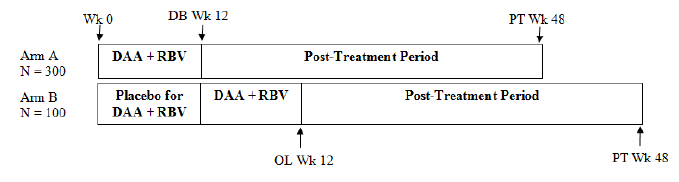 Wk 0
DB Wk 12
PT Wk 48
Arm A
N = 300
DAA + RBV
Post-Treatment Period
Arm B
N = 100
Placebo for
DAA + RBV
DAA + RBV
Post-Treatment Period
OL Wk 12
PT Wk 48